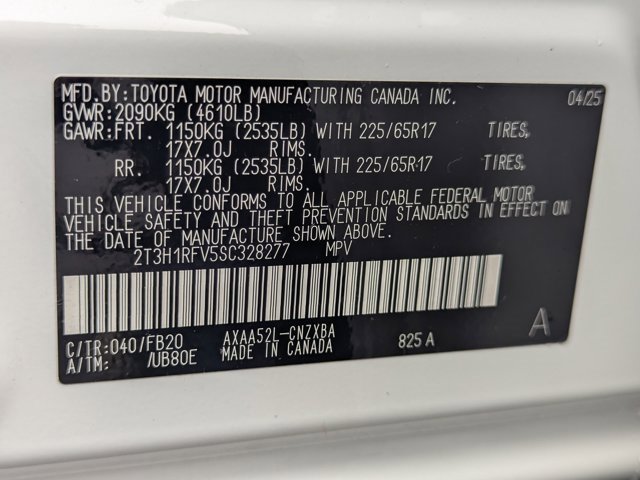 MFD.BY:TOYOTA MOTOR MANUFACTURING CANADA INC. 04/25
GVWR:2090KG (4610LB)
GAWR:FRT. 1150KG (2535LB) WITH 225/65R17 TIRES,
17X7.0J RIMS.
RR. 1150KG (2535LB) WITH 225/65R17 TIRES,
17X7.0J RIMS.
THIS VEHICLE CONFORMS TO ALL APPLICABLE FEDERAL MOTOR
VEHICLE SAFETY AND THEFT PREVENTION STANDARDS IN EFFECT ON
THE DATE OF MANUFACTURE SHOWN ABOVE.
2T3H1RFV5SC328277 MPV
C/TR:040/FB20 AXAA52L-CNZXBA 825 A A
A/TM: /UB80E MADE IN CANADA